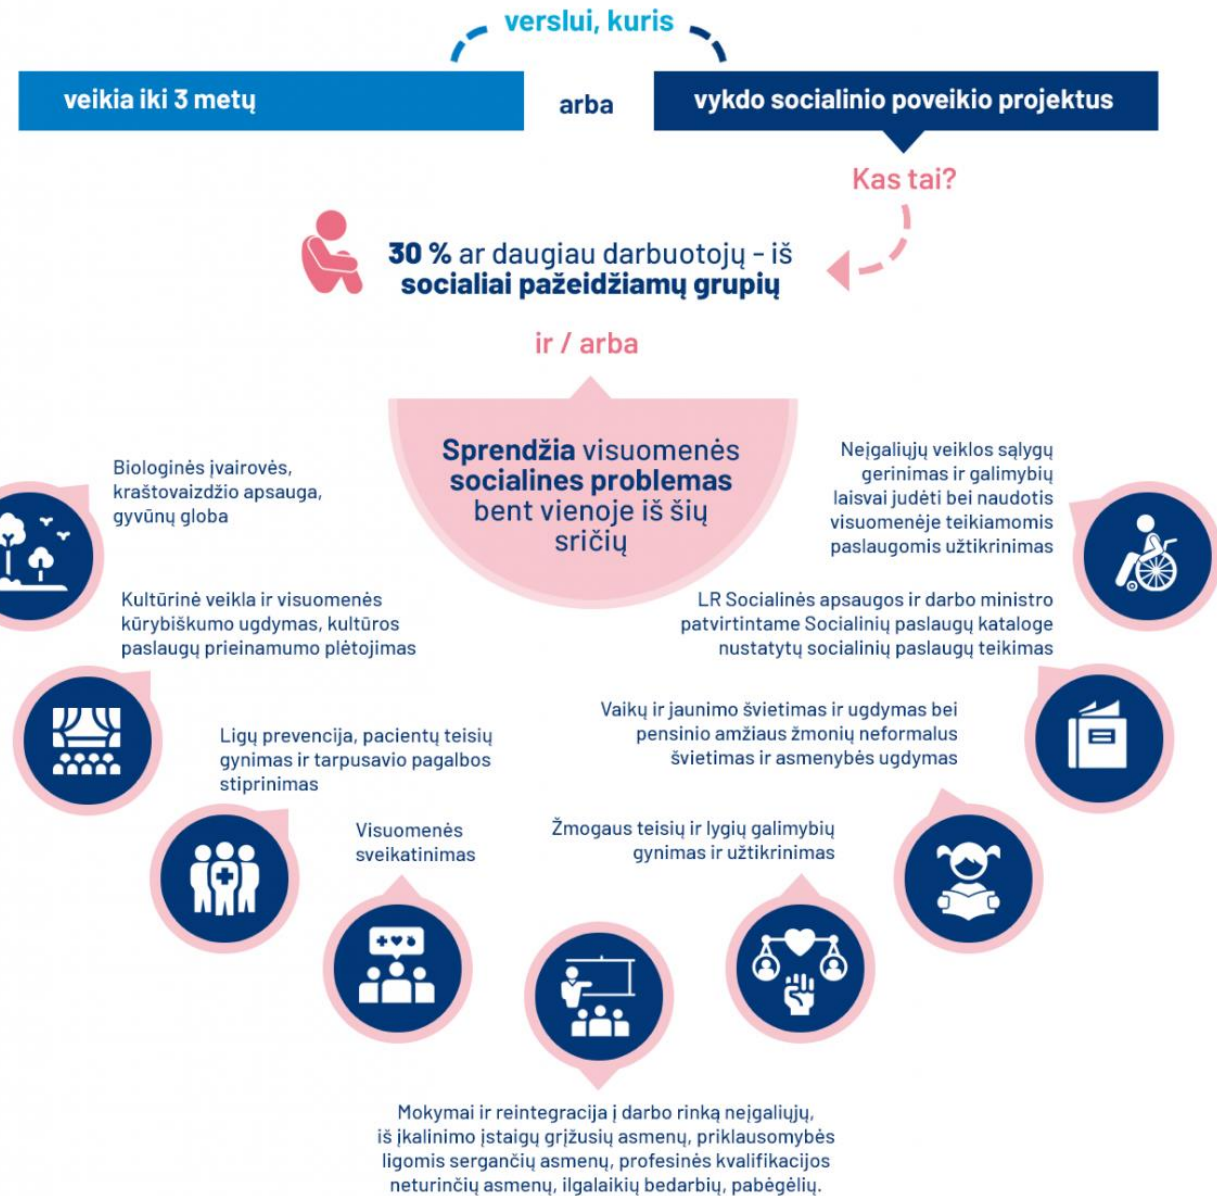 verslui, kuris
veikia iki 3 metų
arba
vykdo socialinio poveikio projektus
Kas tai?
30 % ar daugiau darbuotojų - iš
socialiai pažeidžiamų grupių
ir / arba
Sprendžia visuomenės
socialines problemas
bent vienoje iš šių
sričių
Biologinės įvairovės,
kraštovaizdžio apsauga,
gyvūnų globa
Kultūrinė veikla ir visuomenės
kūrybiškumo ugdymas, kultūros
paslaugų prieinamumo plėtojimas
Ligų prevencija, pacientų teisių
gynimas ir tarpusavio pagalbos
stiprinimas
Visuomenės
sveikatinimas
Mokymai ir reintegracija į darbo rinką neįgaliųjų,
iš įkalinimo įstaigų grįžusių asmenų, priklausomybės
ligomis sergančių asmenų, profesinės kvalifikacijos
neturinčių asmenų, ilgalaikių bedarbių, pabėgėlių.
Žmogaus teisių ir lygių galimybių
gynimas ir užtikrinimas
Vaikų ir jaunimo švietimas ir ugdymas bei
pensinio amžiaus žmonių neformalus
švietimas ir asmenybės ugdymas
LR Socialinės apsaugos ir darbo ministro
patvirtintame Socialinių paslaugų kataloge
nustatytų socialinių paslaugų teikimas
Neįgaliųjų veiklos sąlygų
gerinimas ir galimybių
laisvai judėti bei naudotis
visuomenėje teikiamomis
paslaugomis užtikrinimas